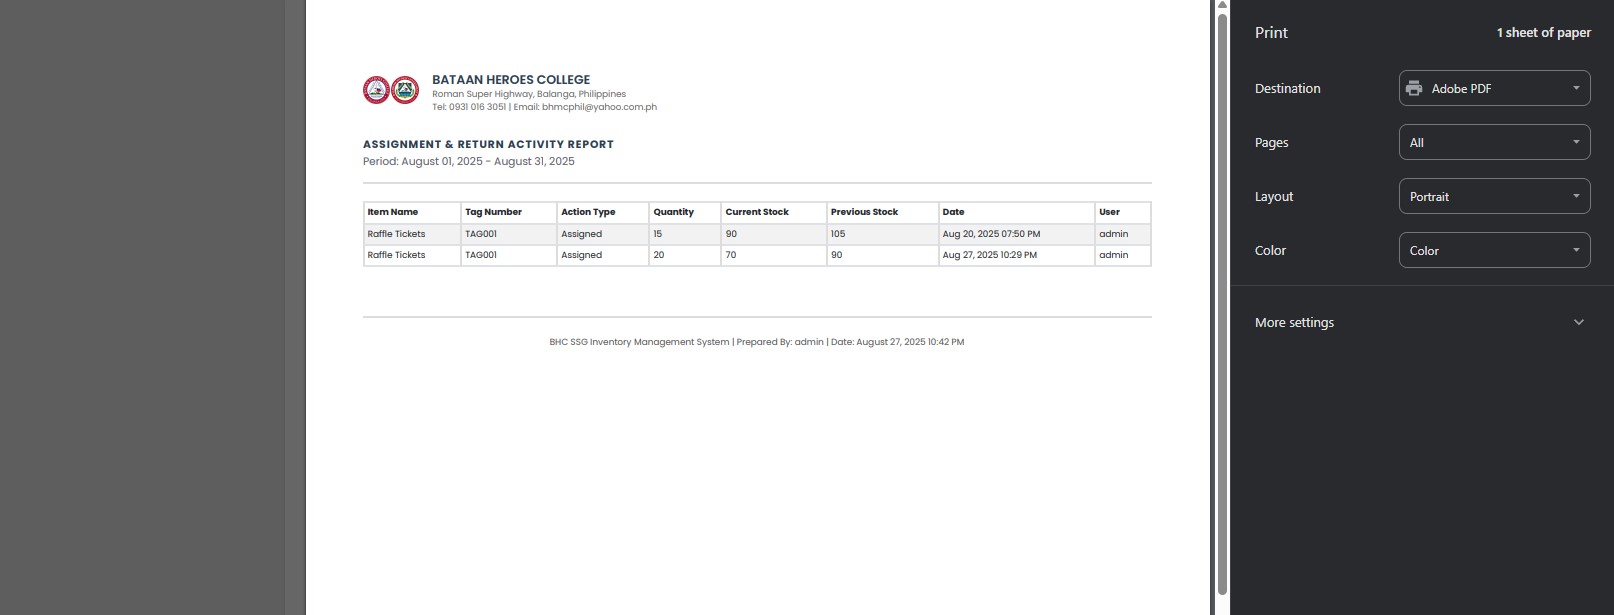 Print
1 sheet of paper
BATAAN HEROES COLLEGE
Roman Super Highway, Balanga, Philippines
Tel: 0931 016 3051 | Email: bhmcphil@yahoo.com.ph
ASSIGNMENT & RETURN ACTIVITY REPORT
Period: August 01, 2025 - August 31, 2025
Item Name Tag Number Action Type Quantity Current Stock Previous Stock Date User
Raffle Tickets TAG001 Assigned 15 90 105 Aug 20, 2025 07:50 PM admin
Raffle Tickets TAG001 Assigned 20 70 90 Aug 27, 2025 10:29 PM admin
BHC SSG Inventory Management System | Prepared By: admin | Date: August 27, 2025 10:42 PM
Destination Adobe PDF
Pages All
Layout Portrait
Color Color
More settings